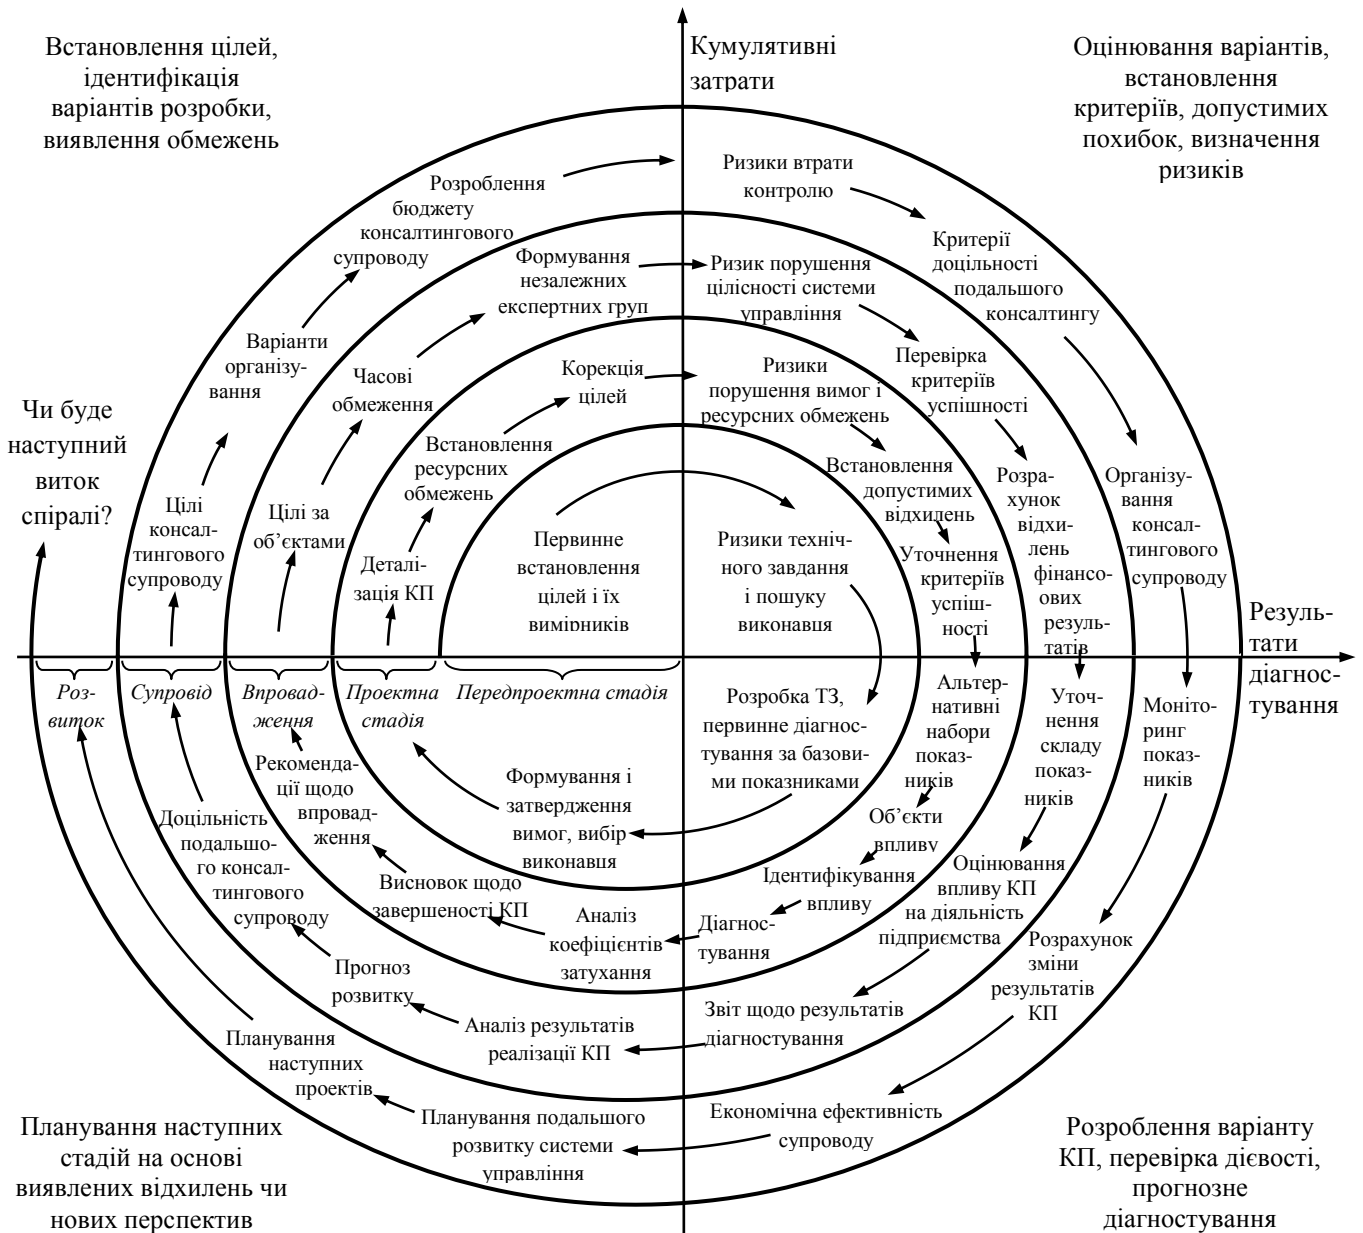 Встановлення цілей,
ідентифікація
варіантів розробки,
виявлення обмежень
Кумулятивні
затрати
Оцінювання варіантів,
встановлення
критеріїв, допустимих
похибок, визначення
ризиків
Розроблення
бюджету
консалтингового
супроводу
Ризики втрати
контролю
Критерії
доцільності
подальшого
консалтингу
Формування
незалежних
експертних груп
Ризик порушення
цілісності системи
управління
Варіанти
організу-
вання
Часові
обмеження
Корекція
цілей
Ризики
порушення вимог і
ресурсних обмежень
Перевірка
критеріїв
успішності
Чи буде
наступний
виток
спіралі?
Цілі
консал-
тингового
супроводу
Цілі за
об’єктами
Встановлення
ресурсних
обмежень
Деталі-
зація КП
Первинне
встановлення
цілей і їх
вимірників
Ризики техніч-
ного завдання
і пошуку
виконавця
Встановлення
допустимих
відхилень
Уточнення
критеріїв
успіш-
ності
Розра-
хунок
відхи-
лень
фінансо-
ових
резуль-
татів
Організу-
вання
консал-
тингового
супроводу
Резуль-
тати
діагнос-
тування
Роз-
виток
Супровід
Впровад-
ження
Проектна
стадія
Передпроектна стадія
Розробка ТЗ,
первинне діагнос-
тування за базови-
ми показниками
Альтер-
нативні
набори
показ-
ників
Уточ-
нення
складу
показ-
ників
Моніто-
ринг
показ-
ників
Рекоменда-
ції щодо
впровад-
ження
Формування і
затвердження
вимог, вибір
виконавця
Об’єкти
впливу
Доцільність
подальшо-
го консал-
тингового
супроводу
Висновок щодо
завершеності КП
Аналіз
коефіцієнтів
затухання
Діагнос-
тування
Ідентифікування
впливу
Оцінювання
впливу КП
на діяльність
підприємства
Розрахунок
зміни
результатів
КП
Прогноз
розвитку
Аналіз результатів
реалізації КП
Звіт щодо результатів
діагностування
Планування
наступних
проектів
Планування подальшого
розвитку системи
управління
Економічна ефективність
супроводу
Планування наступних
стадій на основі
виявлених відхилень чи
нових перспектив
Розроблення варіанту
КП, перевірка дієвості,
прогнозне
діагностування